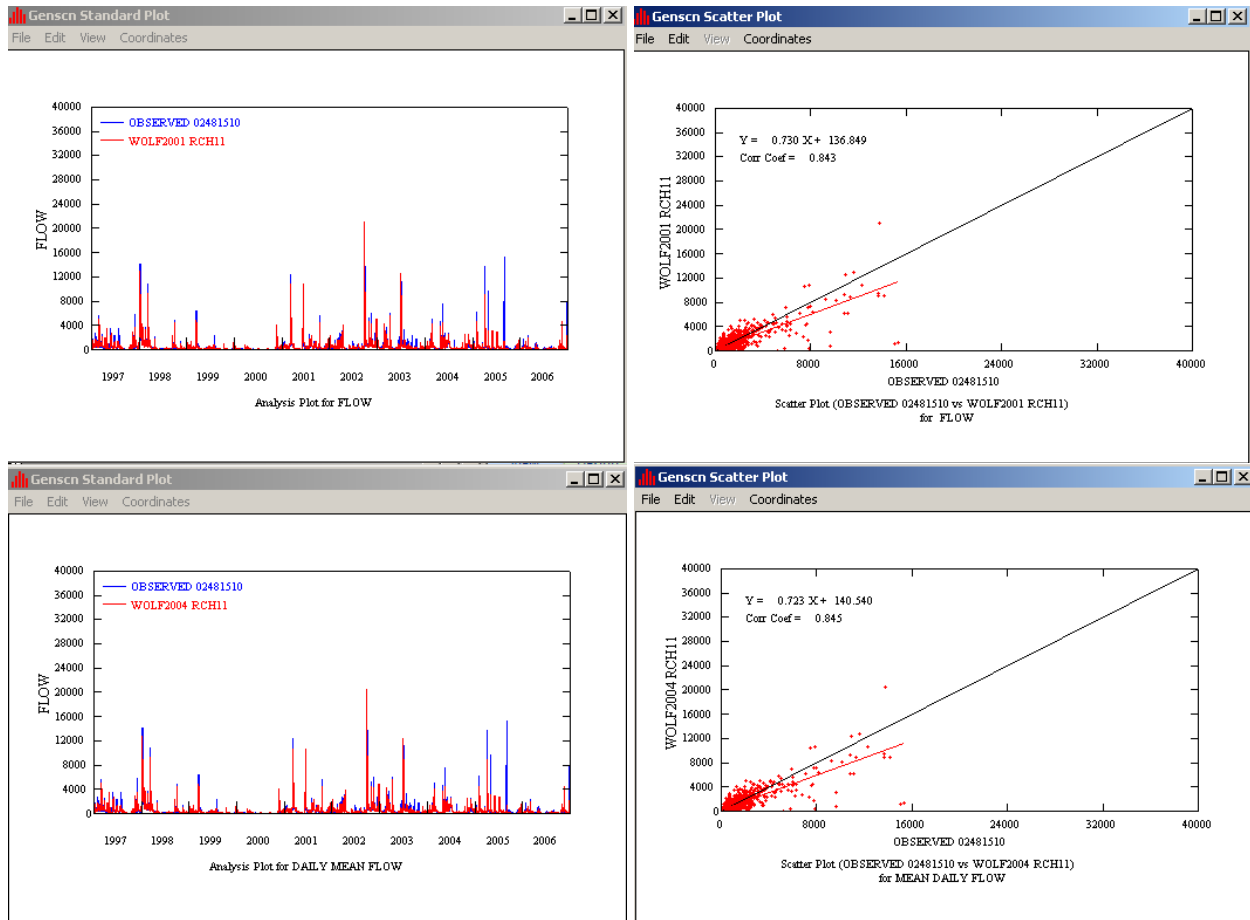 Genscn Standard Plot
File Edit View Coordinates
40000
36000
32000
28000
24000
20000
16000
12000
8000
4000
0
FLOW
OBSERVED 02481510
WOLF2001 RCH11
1997 1998 1999 2000 2001 2002 2003 2004 2005 2006
Analysis Plot for FLOW
Genscn Scatter Plot
File Edit View Coordinates
40000
36000
32000
28000
24000
20000
16000
12000
8000
4000
0
WOLF2001 RCH11
Y = 0.730 X + 136.849
Corr Coef = 0.843
0 8000 16000 24000 32000 40000
OBSERVED 02481510
Scatter Plot (OBSERVED 02481510 vs WOLF2001 RCH11)
for FLOW
Genscn Standard Plot
File Edit View Coordinates
40000
36000
32000
28000
24000
20000
16000
12000
8000
4000
0
FLOW
OBSERVED 02481510
WOLF2004 RCH11
1997 1998 1999 2000 2001 2002 2003 2004 2005 2006
Analysis Plot for DAILY MEAN FLOW
Genscn Scatter Plot
File Edit View Coordinates
40000
36000
32000
28000
24000
20000
16000
12000
8000
4000
0
WOLF2004 RCH11
Y = 0.723 X + 140.540
Corr Coef = 0.845
0 8000 16000 24000 32000 40000
OBSERVED 02481510
Scatter Plot (OBSERVED 02481510 vs WOLF2004 RCH11)
for MEAN DAILY FLOW